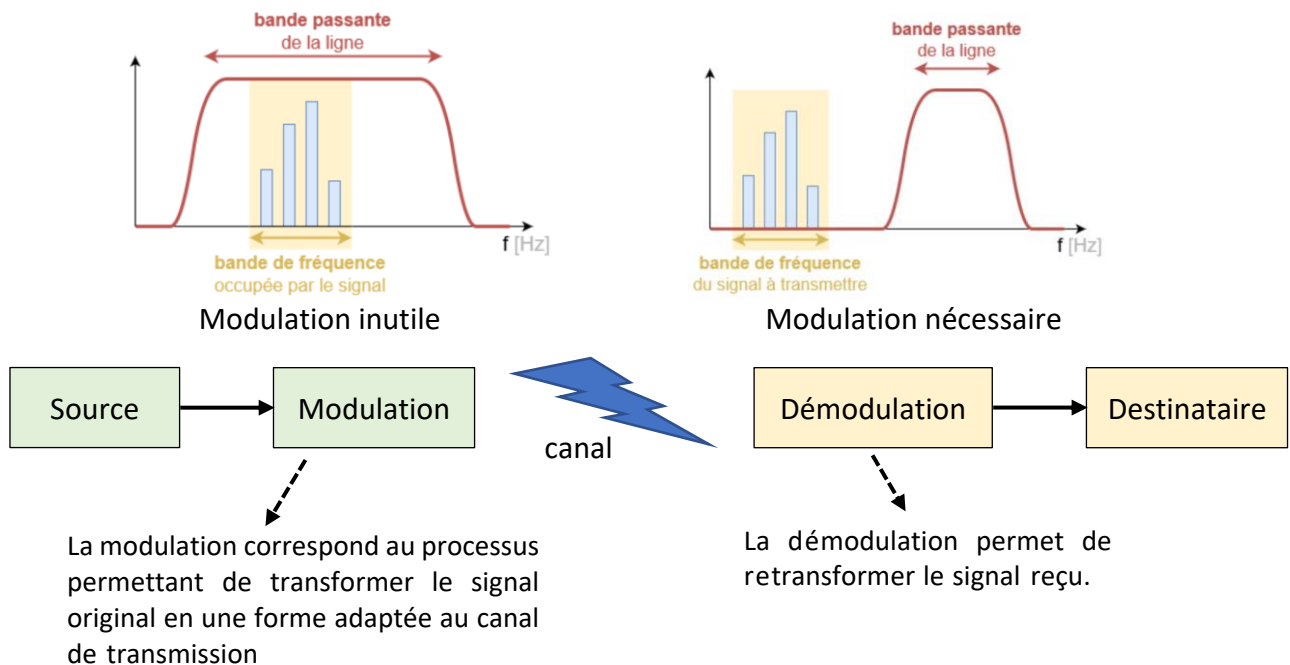 bande passante
de la ligne
f [Hz]
bande de fréquence
occupée par le signal
Modulation inutile
bande passante
de la ligne
f [Hz]
bande de fréquence
du signal à transmettre
Modulation nécessaire
Source
Modulation
canal
Démodulation
Destinataire
La modulation correspond au processus
permettant de transformer le signal
original en une forme adaptée au canal
de transmission
La démodulation permet de
retransformer le signal reçu.